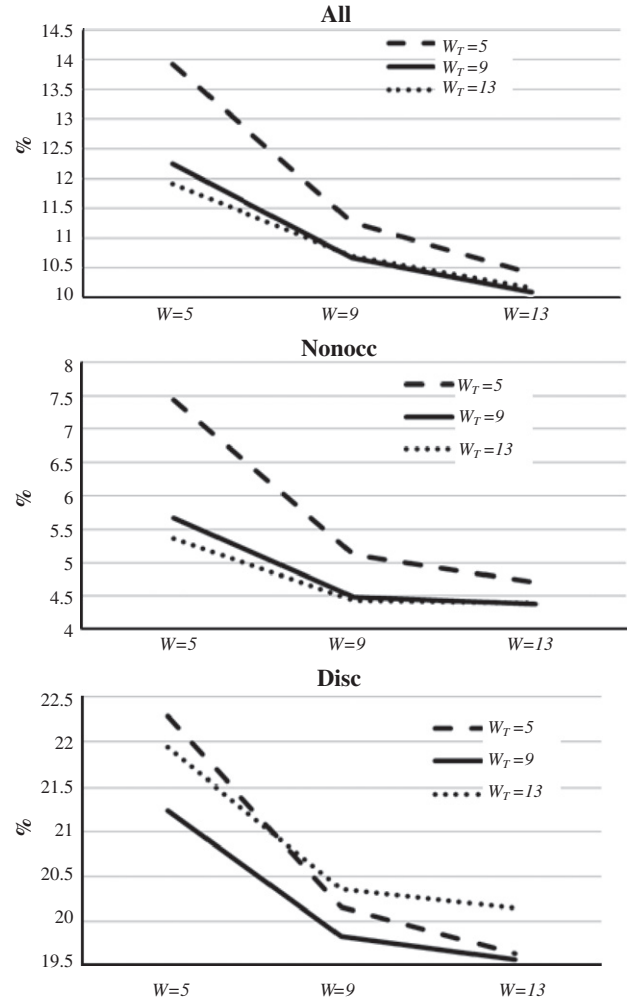 All
14.5
14
13.5
13
12.5
12
11.5
11
10.5
10
%
W_T=5
W_T=9
W_T=13
W=5 W=9 W=13
Nonocc
8
7.5
7
6.5
6
5.5
5
4.5
4
%
W_T=5
W_T=9
W_T=13
W=5 W=9 W=13
Disc
22.5
22
21.5
21
20.5
20
19.5
%
W_T=5
W_T=9
W_T=13
W=5 W=9 W=13